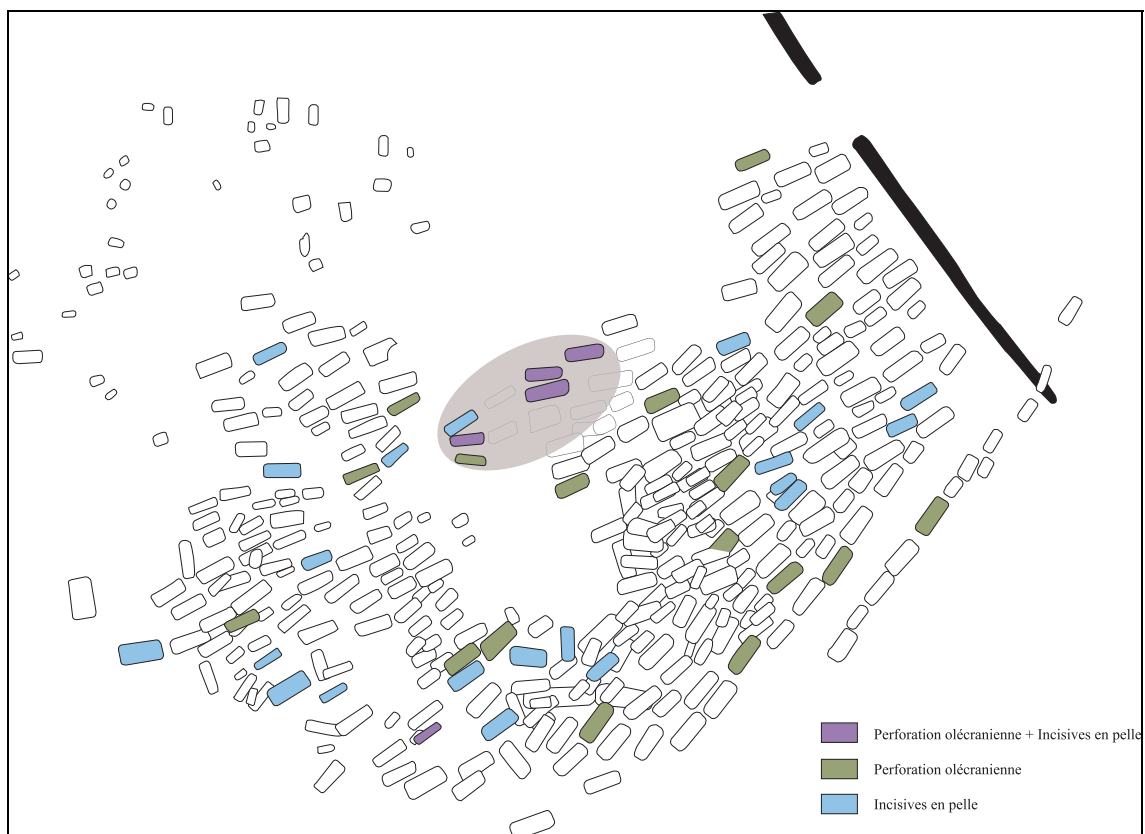 Perforation olécranienne + Incisives en pelle
Perforation olécranienne
Incisives en pelle